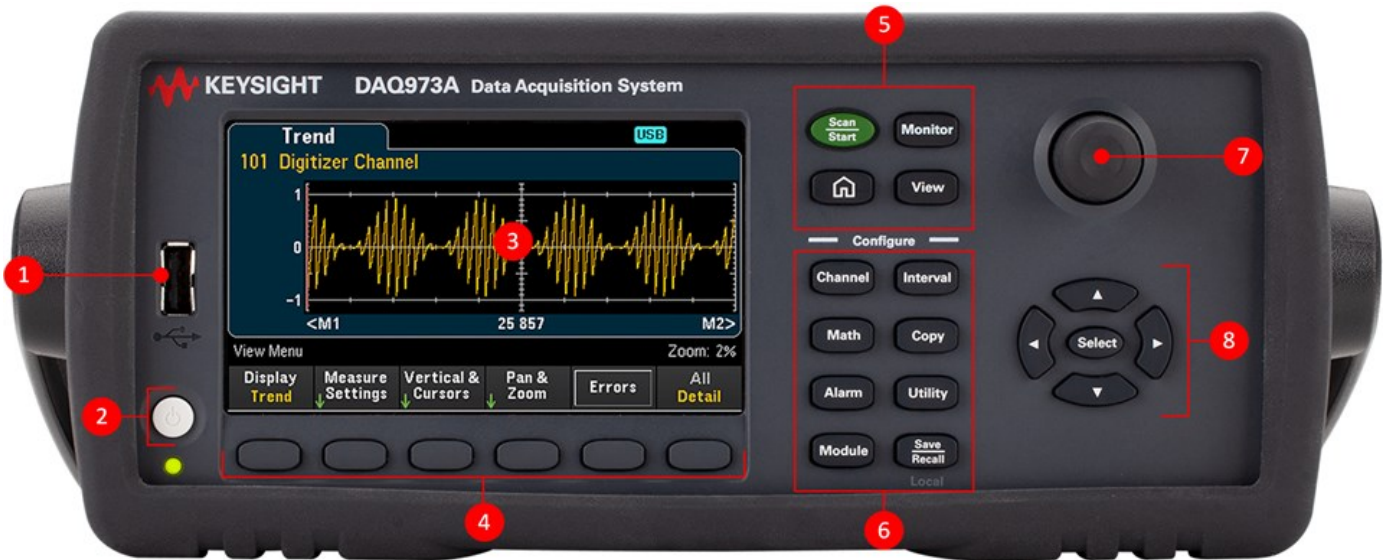 KEYSIGHT DAQ973A Data Acquisition System
Trend USB
101 Digitizer Channel
1
0
-1
<M1 25 857 M2>
View Menu Zoom: 2%
Display Trend
Measure Settings
Vertical & Cursors
Pan & Zoom
Errors
All Detail
1
2
3
4
5
Scan Start
Monitor
View
Configure
Channel
Interval
Math
Copy
Alarm
Utility
Module
Save Recall
Local
6
7
Select
8